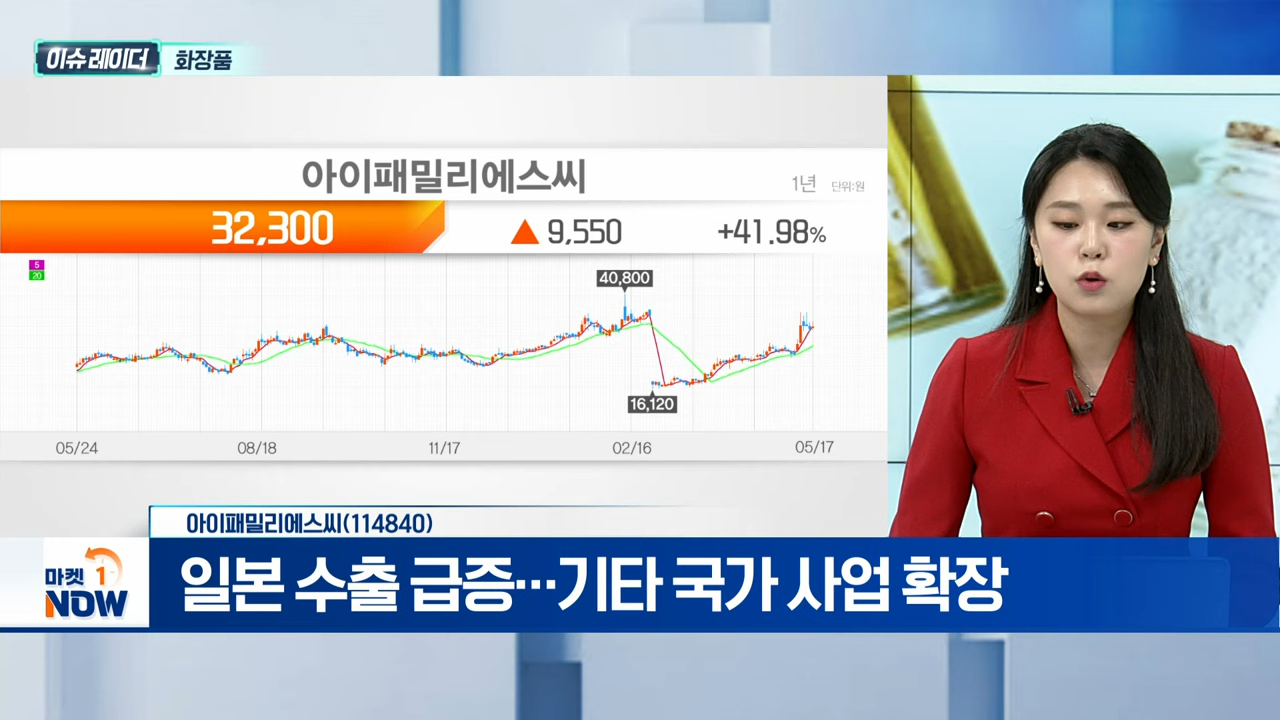 이슈 레이더 화장품
아이패밀리에스씨
1년 단위:원
32,300 ▲ 9,550 +41.98%
5
20
40,800
16,120
05/24 08/18 11/17 02/16 05/17
아이패밀리에스씨(114840)
마켓 1
NOW
일본 수출 급증…기타 국가 사업 확장